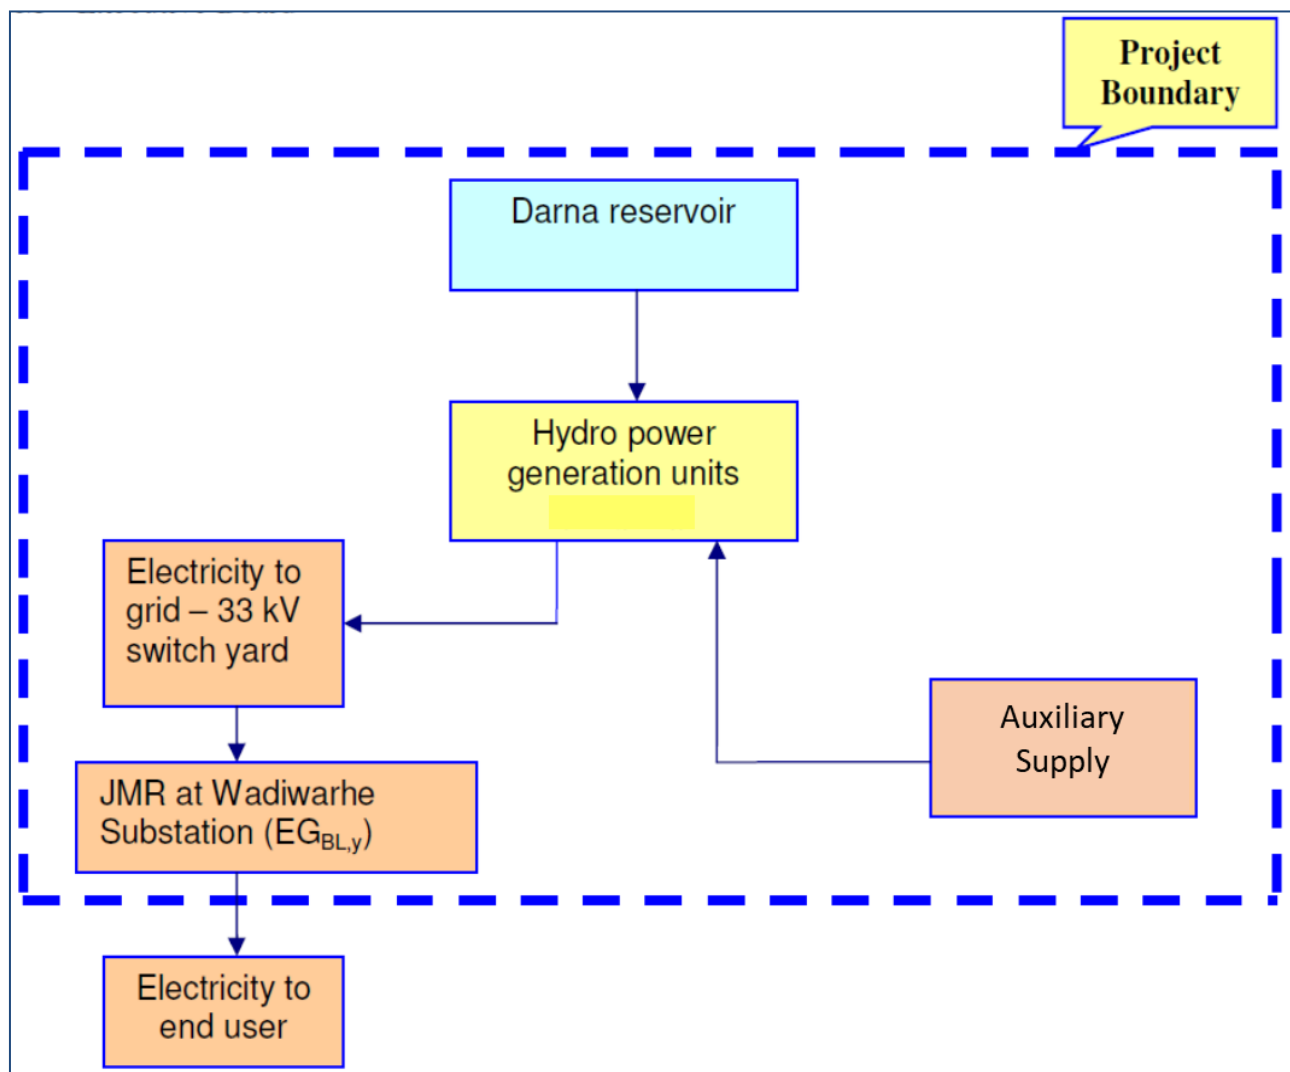 Project
Boundary
Darna reservoir
Hydro power
generation units
Electricity to
grid – 33 kV
switch yard
Auxiliary
Supply
JMR at Wadiwarhe
Substation (EG_BL,y)
Electricity to
end user